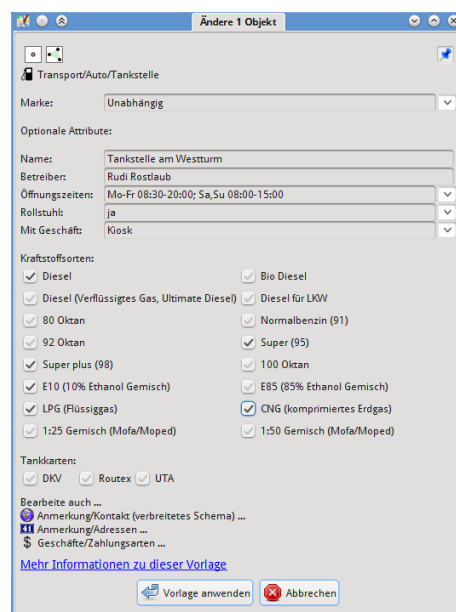 Ändere 1 Objekt
Transport/Auto/Tankstelle
Marke: Unabhängig
Optionale Attribute:
Name: Tankstelle am Westturm
Betreiber: Rudi Rostlaub
Öffnungszeiten: Mo-Fr 08:30-20:00; Sa,Su 08:00-15:00
Rollstuhl: ja
Mit Geschäft: Kiosk
Kraftstoffsorten:
Diesel Bio Diesel
Diesel (Verflüssigtes Gas, Ultimate Diesel) Diesel für LKW
80 Oktan Normalbenzin (91)
92 Oktan Super (95)
Super plus (98) 100 Oktan
E10 (10% Ethanol Gemisch) E85 (85% Ethanol Gemisch)
LPG (Flüssiggas) CNG (komprimiertes Erdgas)
1:25 Gemisch (Mofa/Moped) 1:50 Gemisch (Mofa/Moped)
Tankkarten:
DKV Routex UTA
Bearbeite auch ...
Anmerkung/Kontakt (verbreitetes Schema) ...
Anmerkung/Adressen ...
$ Geschäfte/Zahlungsarten ...
Mehr Informationen zu dieser Vorlage
Vorlage anwenden Abbrechen